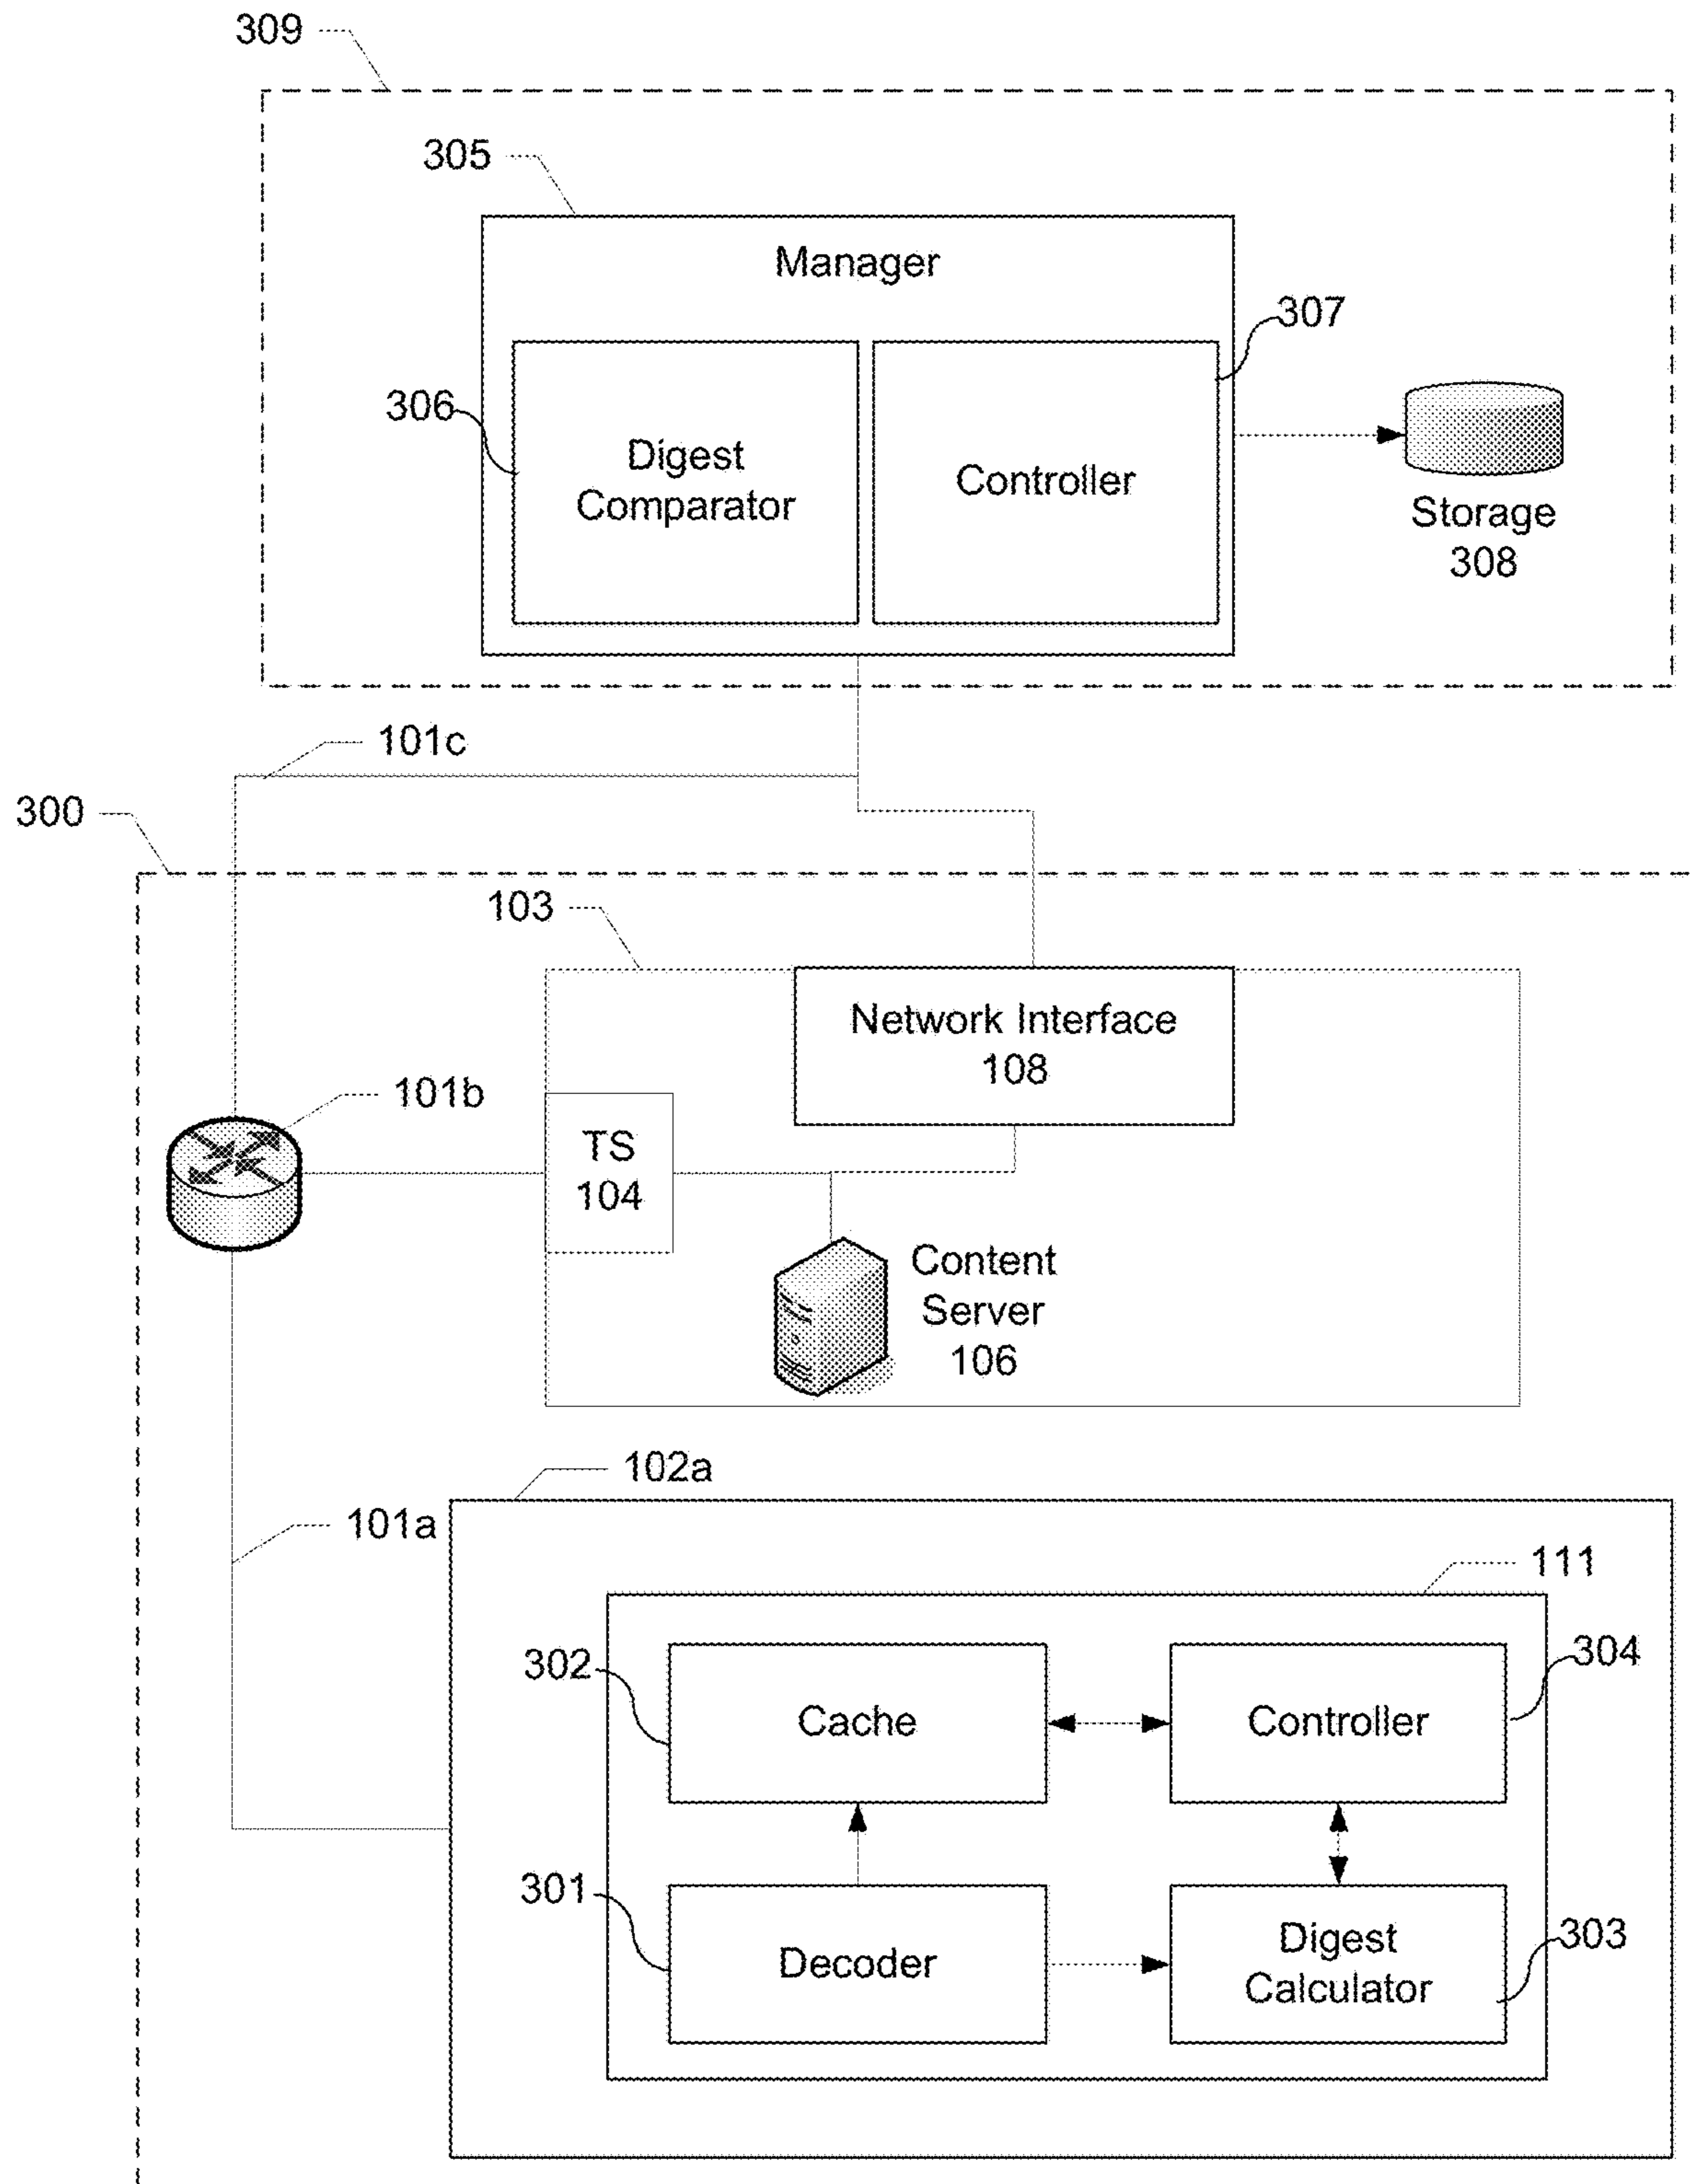 309
305
Manager
307
306
Digest
Comparator
Controller
Storage
308
101c
300
103
Network Interface
108
101b
TS
104
Content
Server
106
102a
101a
111
302
304
Cache
Controller
301
303
Decoder
Digest
Calculator